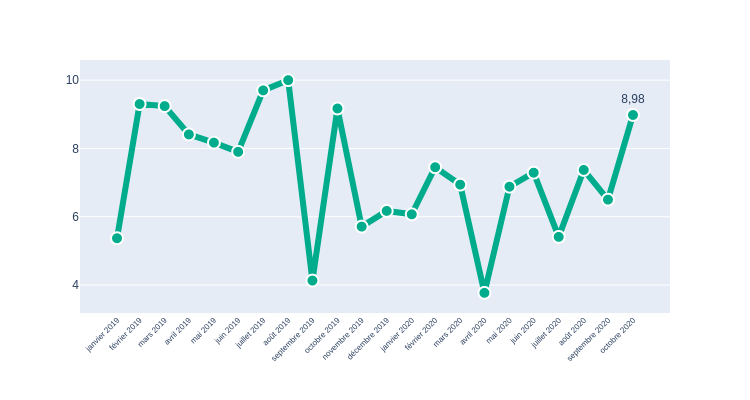 10
8
6
4
8,98
janvier 2019
février 2019
mars 2019
avril 2019
mai 2019
juin 2019
juillet 2019
août 2019
septembre 2019
octobre 2019
novembre 2019
décembre 2019
janvier 2020
février 2020
mars 2020
avril 2020
mai 2020
juin 2020
juillet 2020
août 2020
septembre 2020
octobre 2020